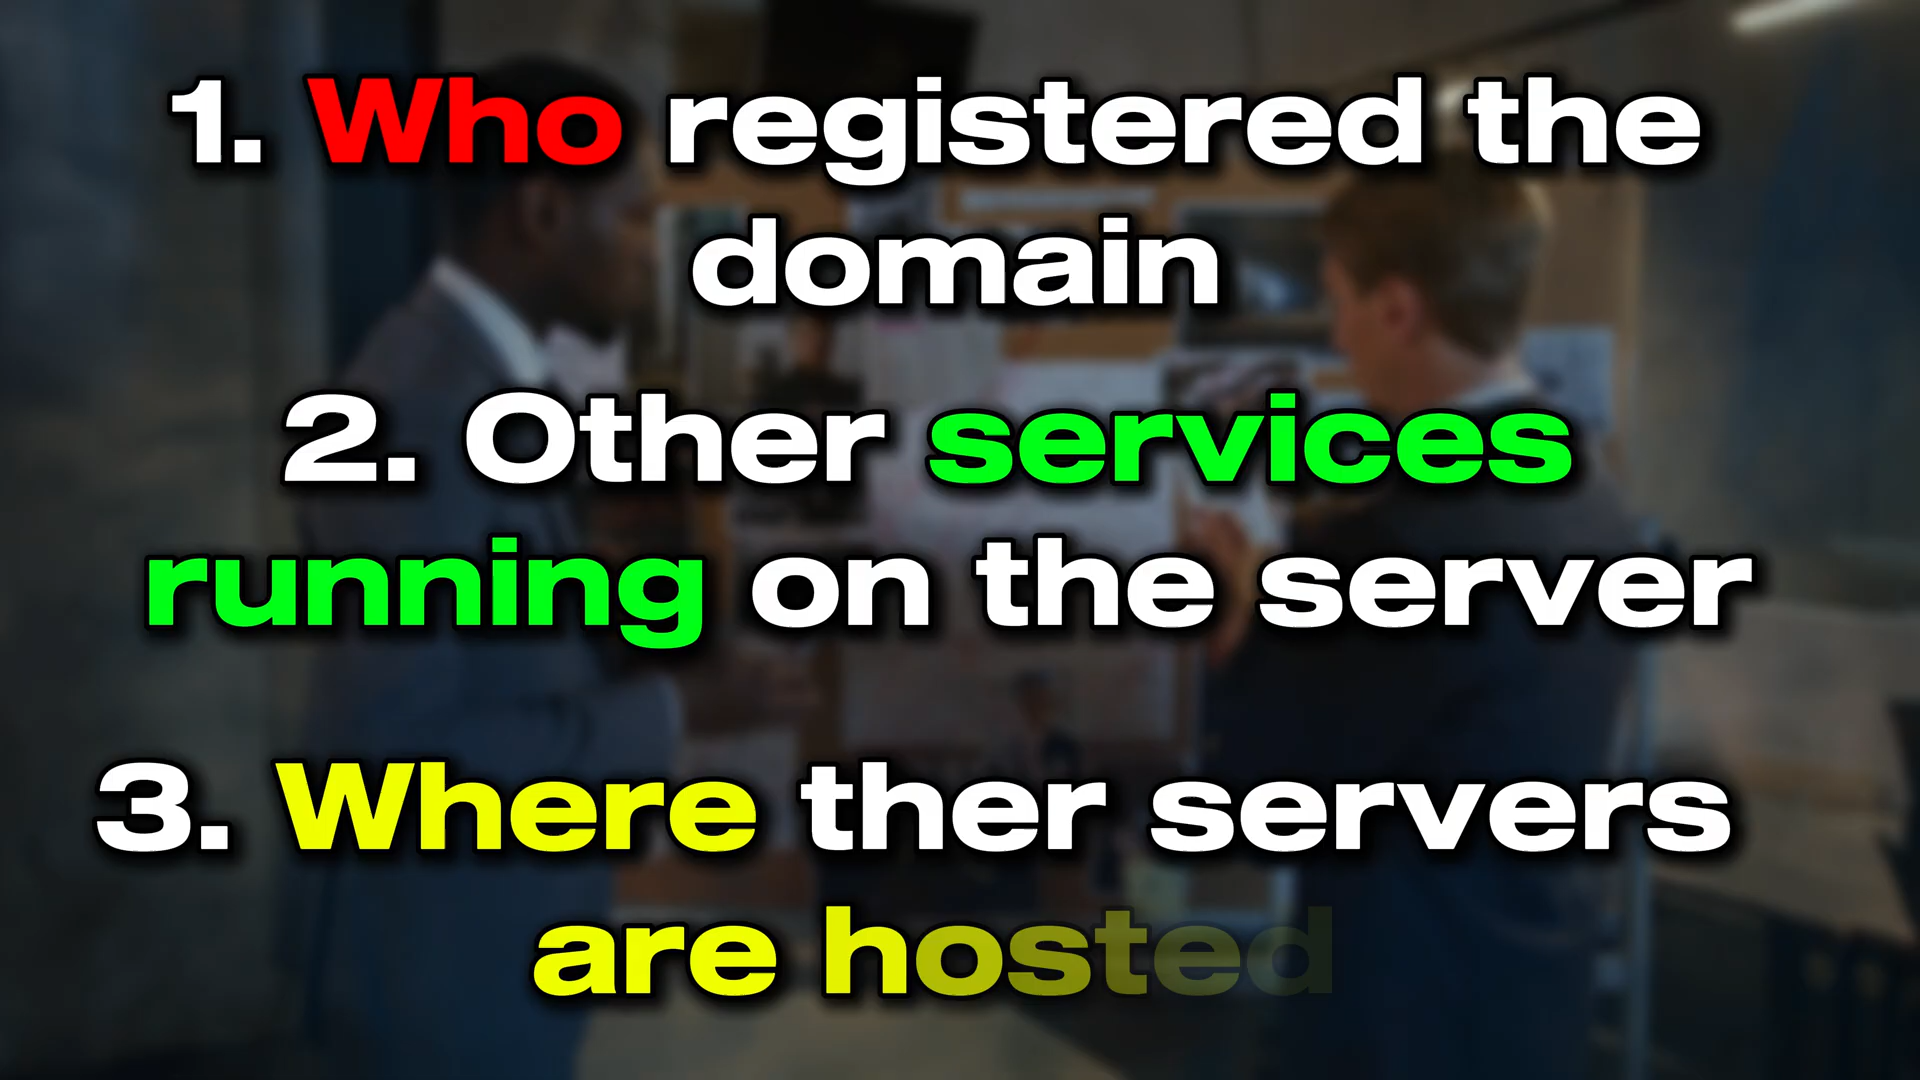 1. Who registered the
domain
2. Other services
running on the server
3. Where ther servers
are hosted